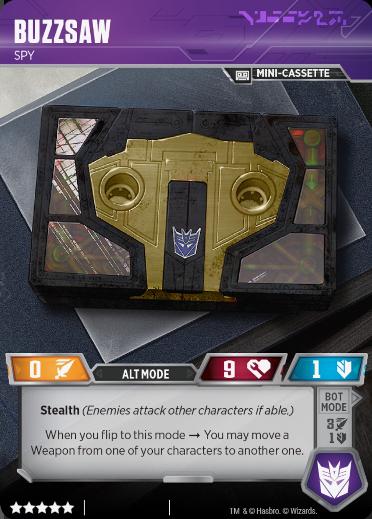 BUZZSAW
SPY
MINI-CASSETTE
0 ALT MODE 9 1
Stealth (Enemies attack other characters if able.)
When you flip to this mode → You may move a
Weapon from one of your characters to another one.
BOT
MODE
3
1
★★★★★
TM & © Hasbro. © Wizards.